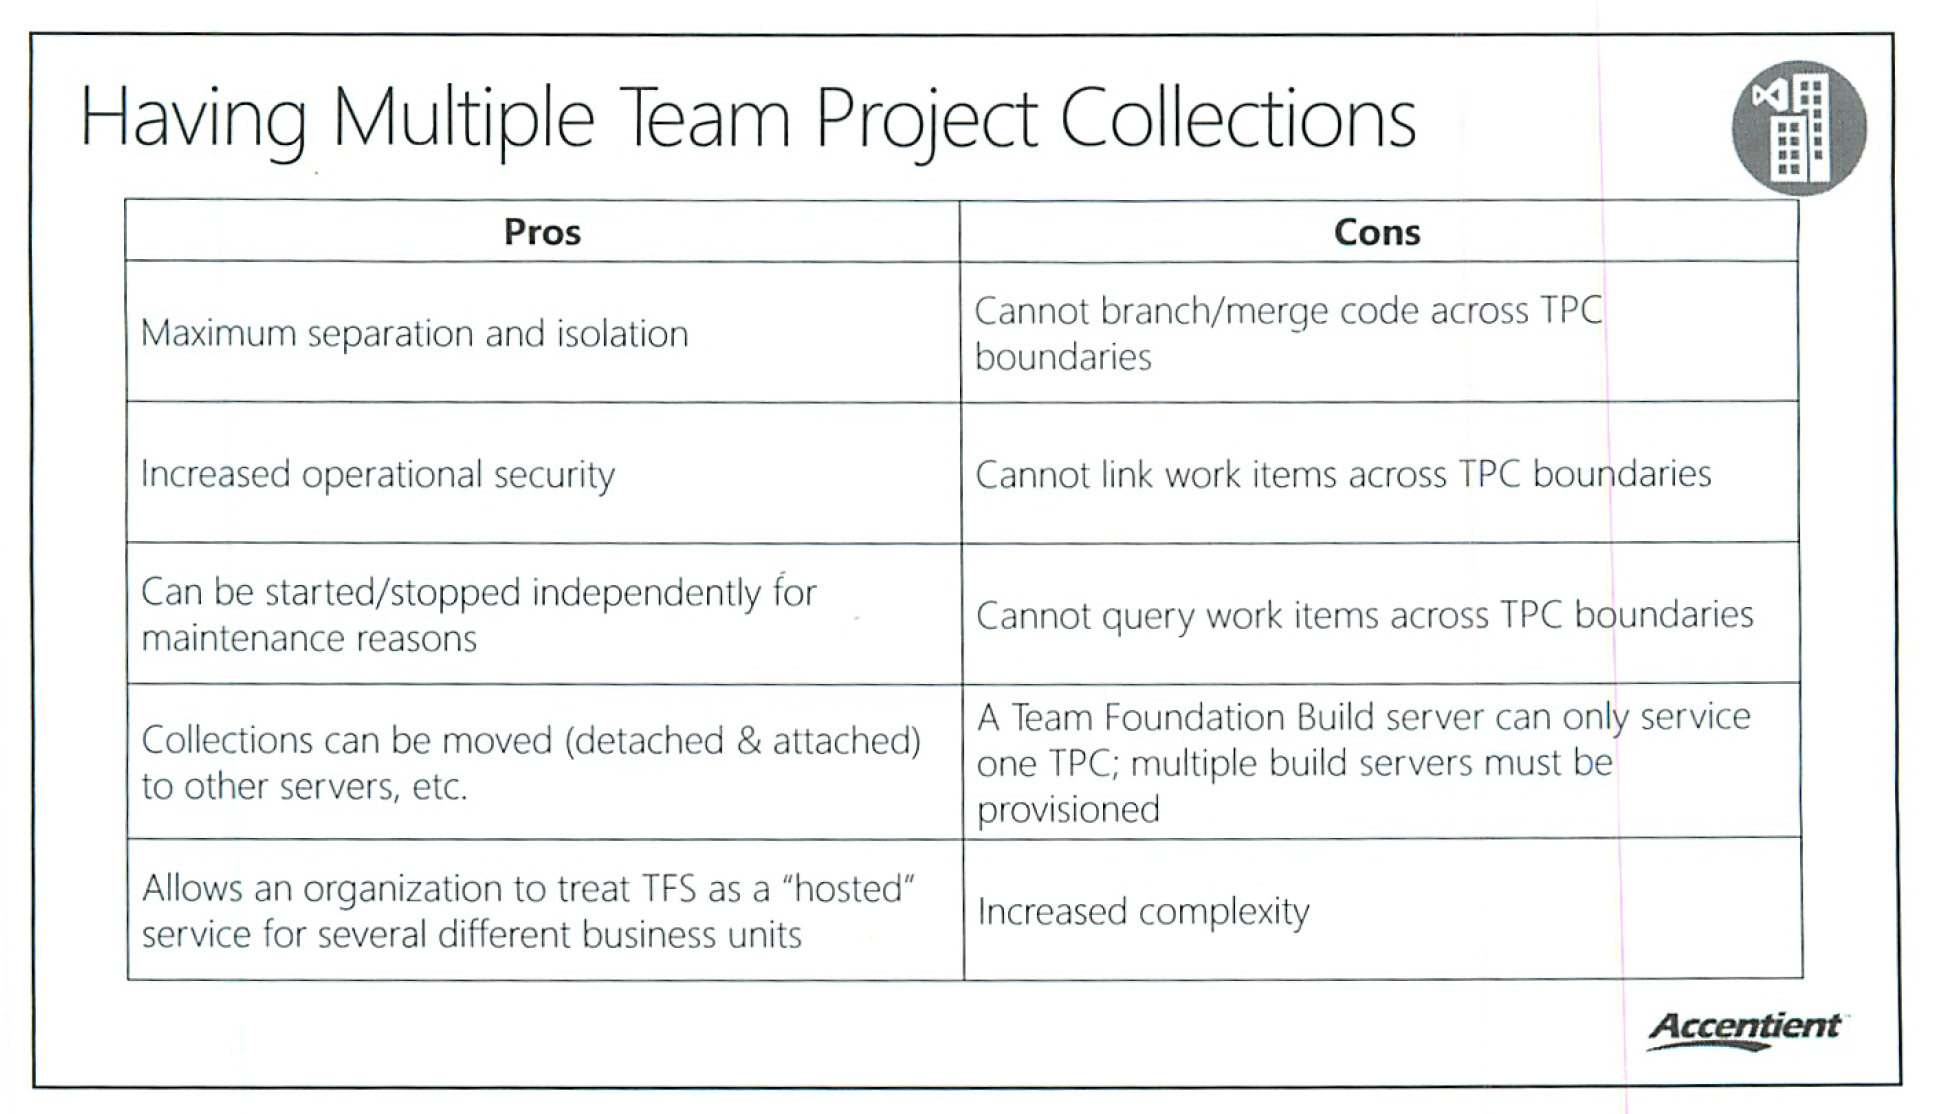 Having Multiple Team Project Collections
Pros
Cons
Maximum separation and isolation
Cannot branch/merge code across TPC
boundaries
Increased operational security
Cannot link work items across TPC boundaries
Can be started/stopped independently for
maintenance reasons
Cannot query work items across TPC boundaries
Collections can be moved (detached & attached)
to other servers, etc.
A Team Foundation Build server can only service
one TPC; multiple build servers must be
provisioned
Allows an organization to treat TFS as a “hosted”
service for several different business units
Increased complexity
Accentient